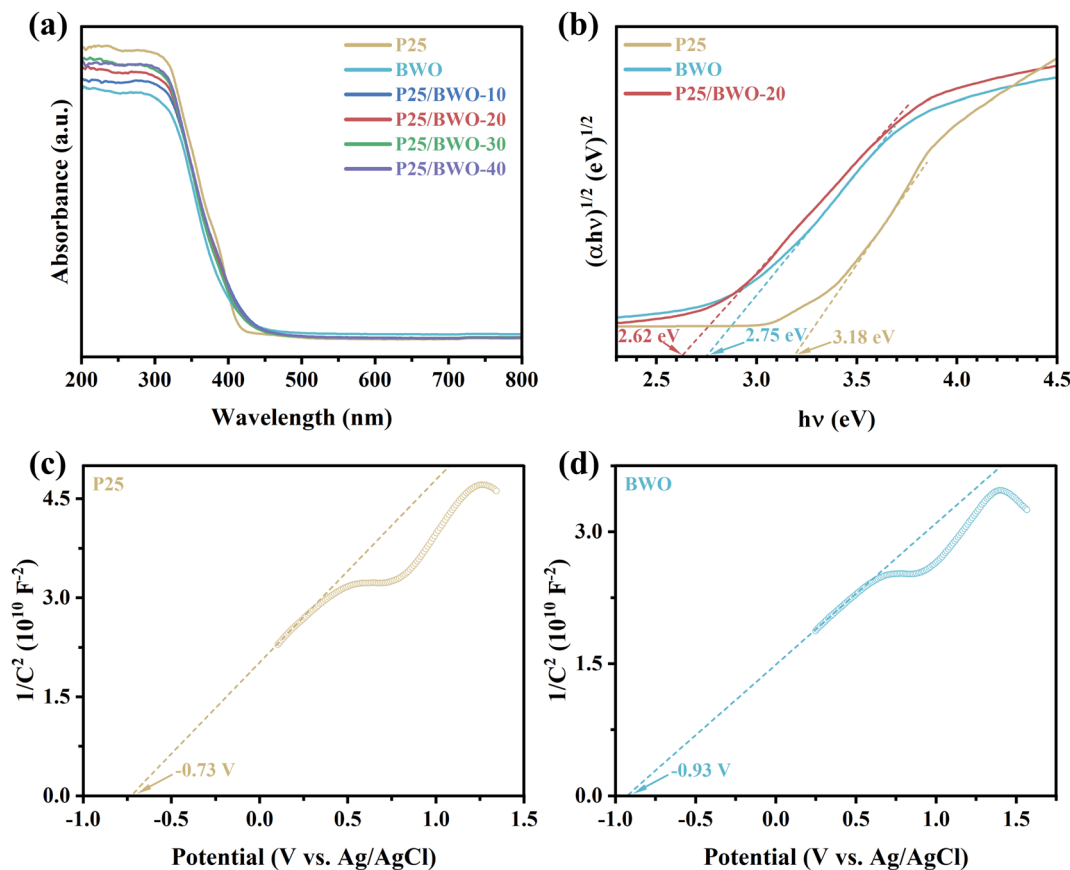 (a)
P25
BWO
P25/BWO-10
P25/BWO-20
P25/BWO-30
P25/BWO-40
Absorbance (a.u.)
200 300 400 500 600 700 800
Wavelength (nm)
(b)
P25
BWO
P25/BWO-20
(αhν)1/2 (eV)1/2
2.62 eV
2.75 eV
3.18 eV
2.5 3.0 3.5 4.0 4.5
hν (eV)
(c)
P25
1/C2 (1010 F-2)
4.5
3.0
1.5
0.0
-0.73 V
-1.0 -0.5 0.0 0.5 1.0 1.5
Potential (V vs. Ag/AgCl)
(d)
BWO
1/C2 (1010 F-2)
3.0
1.5
0.0
-0.93 V
-1.0 -0.5 0.0 0.5 1.0 1.5
Potential (V vs. Ag/AgCl)